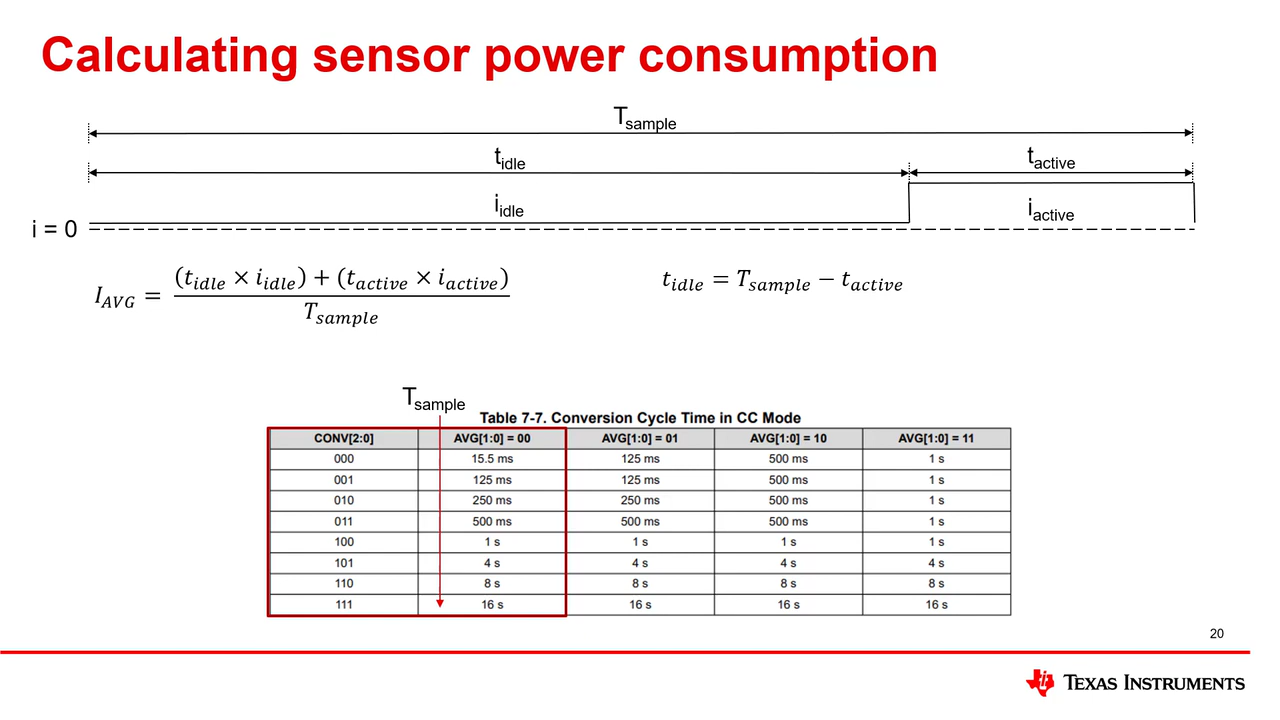 Calculating sensor power consumption
Tsample
tidle
tactive
iidle
iactive
i = 0
IAVG = (tidle × iidle) + (tactive × iactive) / Tsample
tidle = Tsample − tactive
Tsample
Table 7-7. Conversion Cycle Time in CC Mode
CONV[2:0] AVG[1:0] = 00 AVG[1:0] = 01 AVG[1:0] = 10 AVG[1:0] = 11
000 15.5 ms 125 ms 500 ms 1 s
001 125 ms 125 ms 500 ms 1 s
010 250 ms 250 ms 500 ms 1 s
011 500 ms 500 ms 500 ms 1 s
100 1 s 1 s 1 s 1 s
101 4 s 4 s 4 s 4 s
110 8 s 8 s 8 s 8 s
111 16 s 16 s 16 s 16 s
20
TEXAS INSTRUMENTS